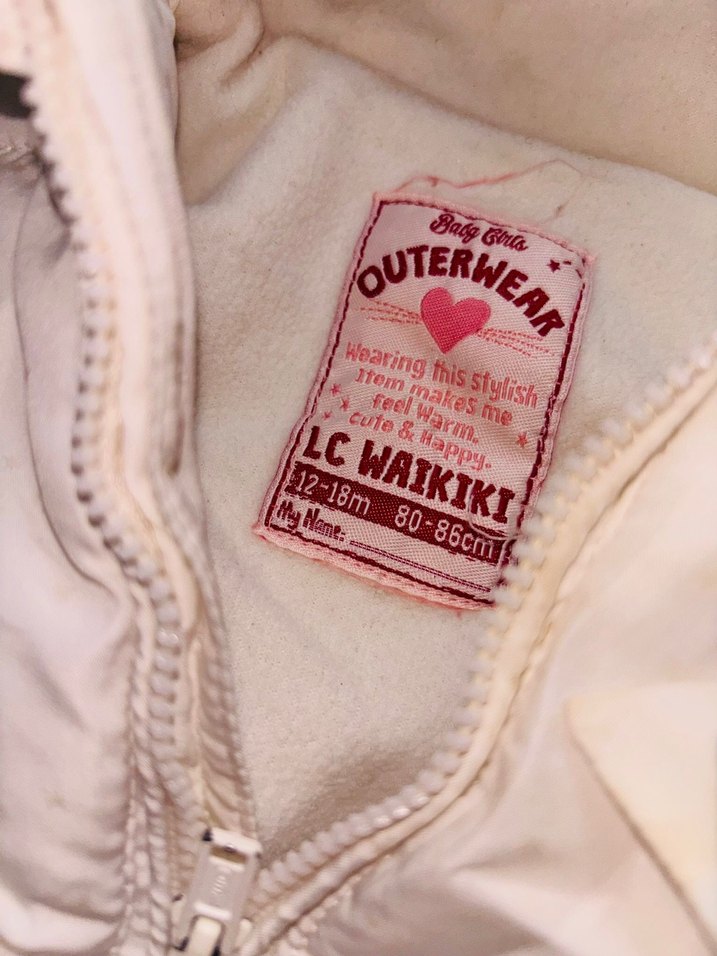 Baby Girls
OUTERWEAR
Wearing this stylish
item makes me
feel warm.
cute & Happy.
LC WAIKIKI
12-18m 80-86cm
My Name: